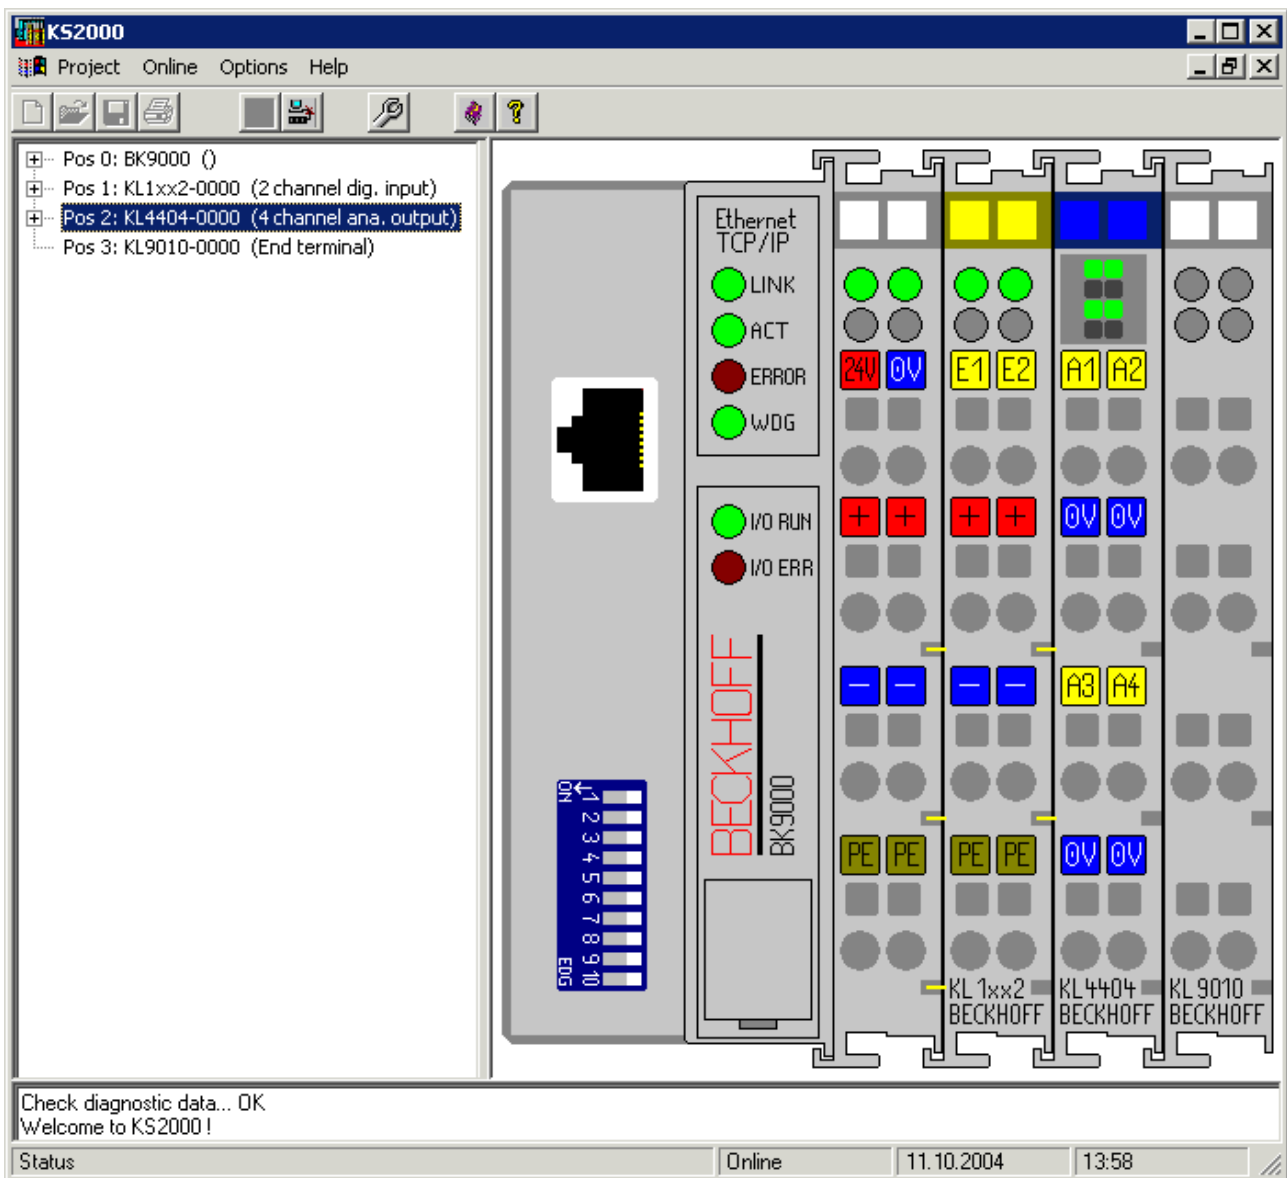 KS2000
Project Online Options Help
Pos 0: BK9000 ()
Pos 1: KL1xx2-0000 (2 channel dig. input)
Pos 2: KL4404-0000 (4 channel ana. output)
Pos 3: KL9010-0000 (End terminal)
Ethernet
TCP/IP
LINK
ACT
ERROR
WDG
I/O RUN
I/O ERR
BECKHOFF
BK9000
ON
1
2
3
4
5
6
7
8
9
10
EDG
24V 0V E1 E2 A1 A2
+ + + + 0V 0V
- - - - A3 A4
PE PE PE PE 0V 0V
KL1xx2 KL4404 KL9010
BECKHOFF BECKHOFF BECKHOFF
Check diagnostic data... OK
Welcome to KS2000 !
Status Online 11.10.2004 13:58